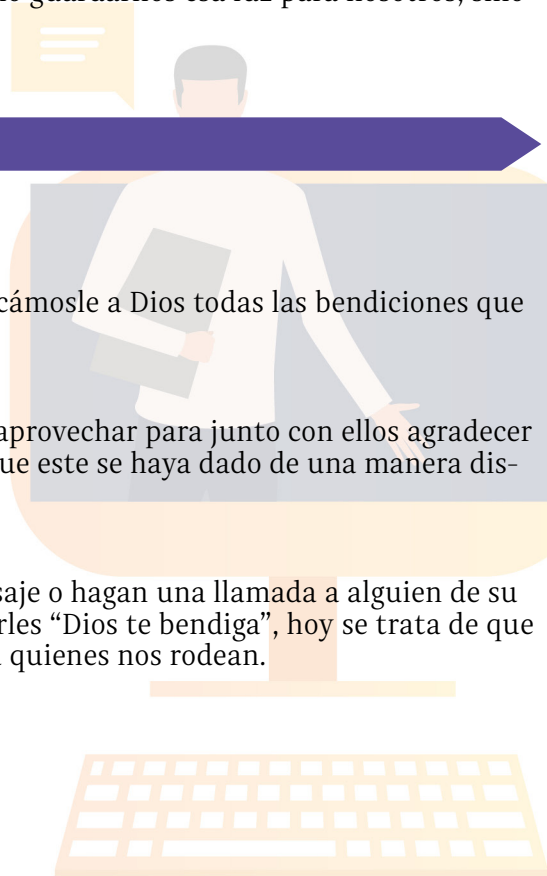 cámosle a Dios todas las bendiciones que
aprovechar para junto con ellos agradecer
que este se haya dado de una manera dis-
saje o hagan una llamada a alguien de su
rles “Dios te bendiga”, hoy se trata de que
quienes nos rodean.